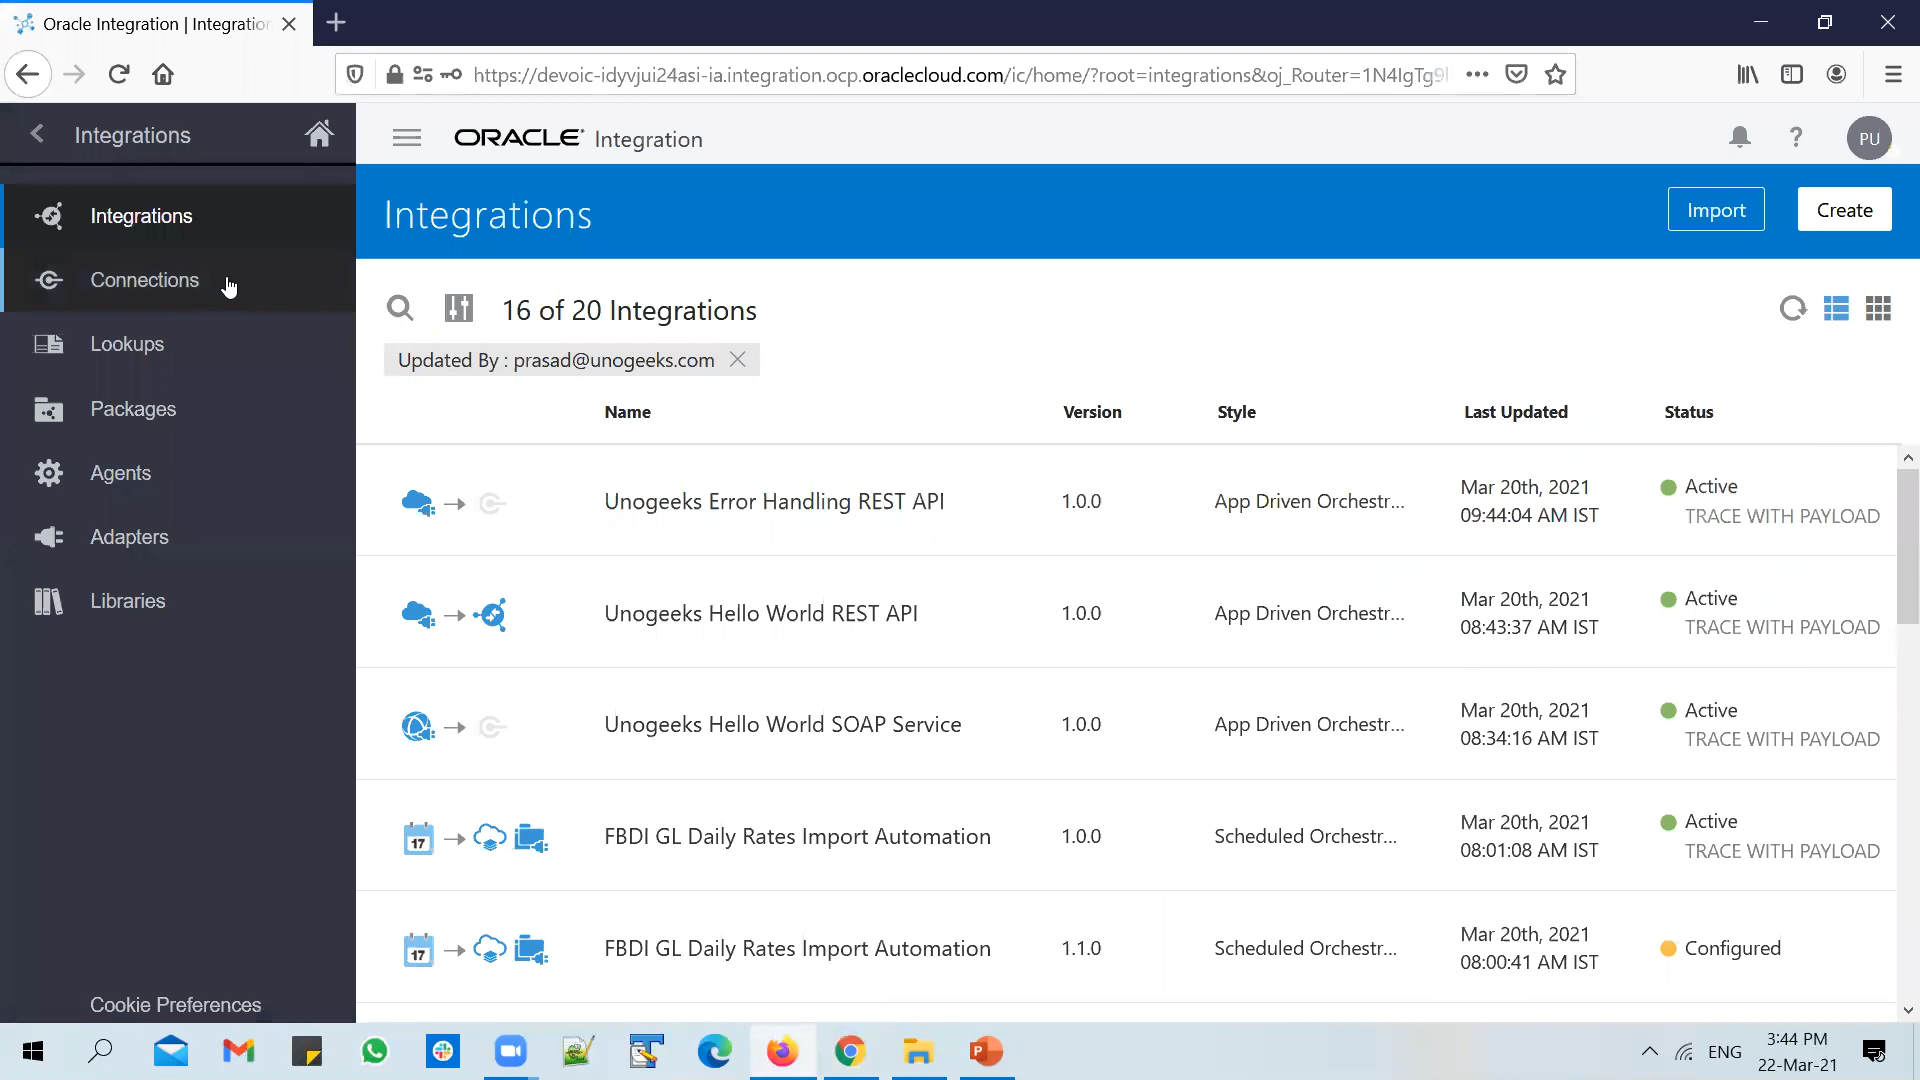 Oracle Integration | Integration
https://devoic-idyvjui24asi-ia.integration.ocp.oraclecloud.com/ic/home/?root=integrations&oj_Router=1N4IgTg9
Integrations
ORACLE Integration
PU
Integrations
Connections
Lookups
Packages
Agents
Adapters
Libraries
Cookie Preferences
Integrations
Import
Create
16 of 20 Integrations
Updated By : prasad@unogeeks.com
Name Version Style Last Updated Status
Unogeeks Error Handling REST API 1.0.0 App Driven Orchestr... Mar 20th, 2021 Active
09:44:04 AM IST TRACE WITH PAYLOAD
Unogeeks Hello World REST API 1.0.0 App Driven Orchestr... Mar 20th, 2021 Active
08:43:37 AM IST TRACE WITH PAYLOAD
Unogeeks Hello World SOAP Service 1.0.0 App Driven Orchestr... Mar 20th, 2021 Active
08:34:16 AM IST TRACE WITH PAYLOAD
17 FBDI GL Daily Rates Import Automation 1.0.0 Scheduled Orchestr... Mar 20th, 2021 Active
08:01:08 AM IST TRACE WITH PAYLOAD
17 FBDI GL Daily Rates Import Automation 1.1.0 Scheduled Orchestr... Mar 20th, 2021 Configured
08:00:41 AM IST
ENG
3:44 PM
22-Mar-21